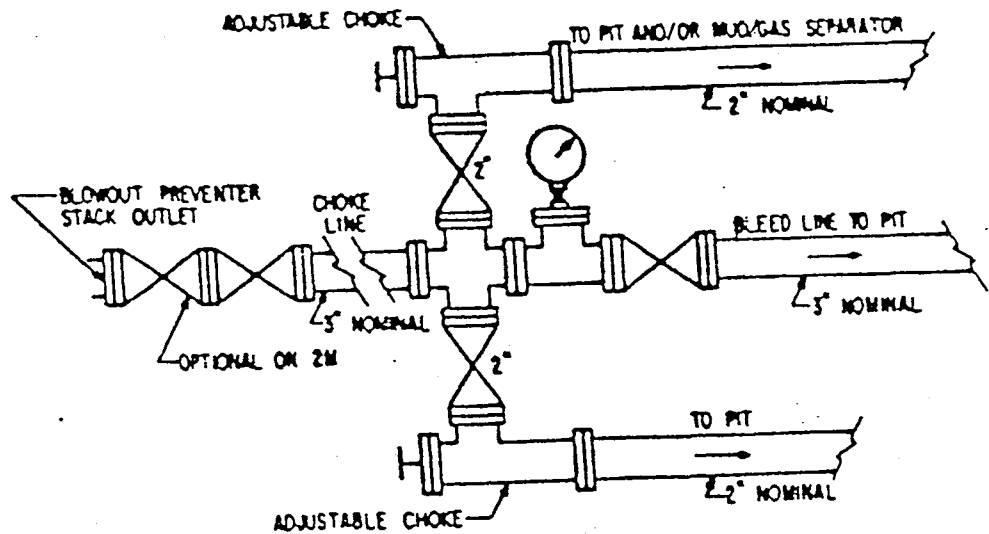 ADJUSTABLE CHOKE
TO PIT AND/OR MUD/GAS SEPARATOR
2" NOMINAL
2"
BLOWOUT PREVENTER
STACK OUTLET
CHOKE
LINE
BLEED LINE TO PIT
3" NOMINAL
3" NOMINAL
OPTIONAL ON 2M
2"
TO PIT
2" NOMINAL
ADJUSTABLE CHOKE